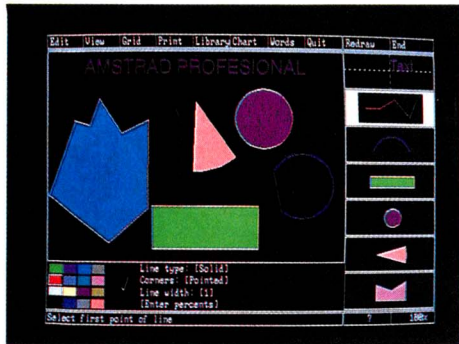 Edit View Grid Print Library Chart Words Quit Redraw End
AMSTRAD PROFESIONAL
Text
Line type: [Solid]
Corners: [Pointed]
Line width: [1]
[Enter percents]
Select first point of line 7 100%